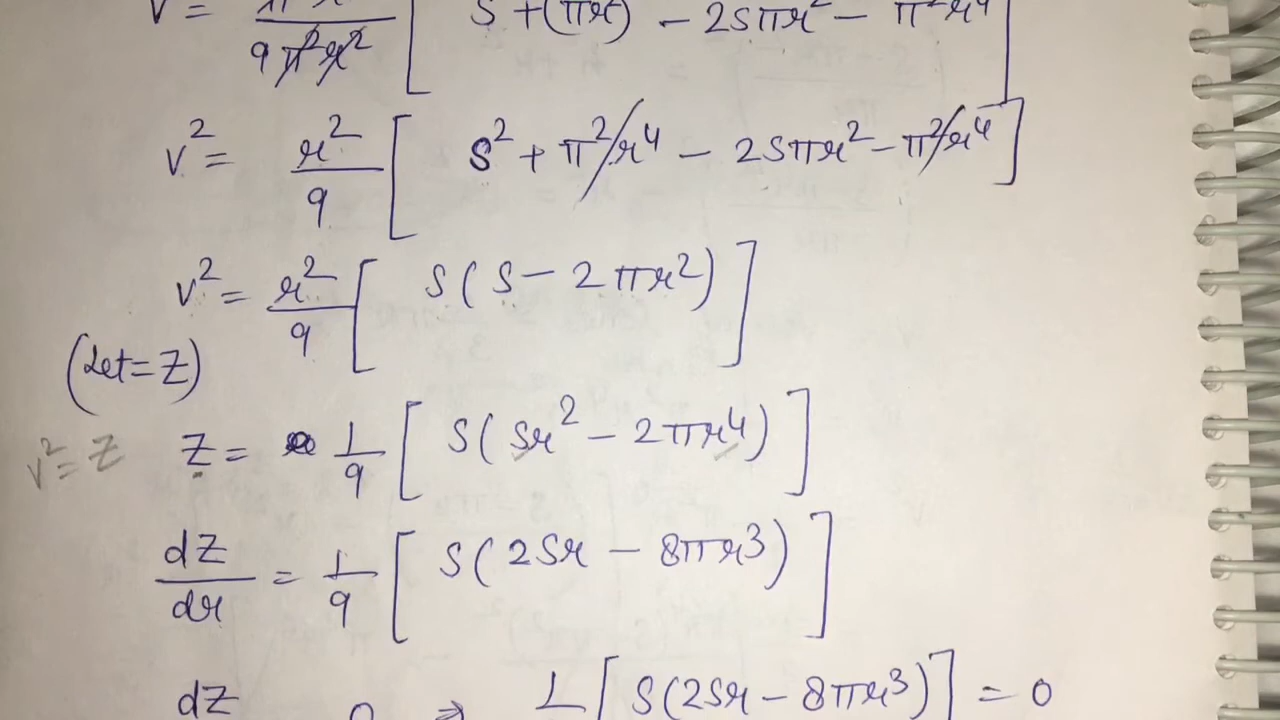 V² = r² / 9 [ S² + π²r⁴ − 2Sπr² − π²r⁴ ]
V² = r² / 9 [ S( S − 2πr²) ]
(Let = Z)
V² = Z
Z = 1/9 [ S( Sr² − 2πr⁴) ]
dZ/dr = 1/9 [ S( 2Sr − 8πr³) ]
dZ 0 ⇒ 1 [ S(2Sr − 8πr³) ] = 0